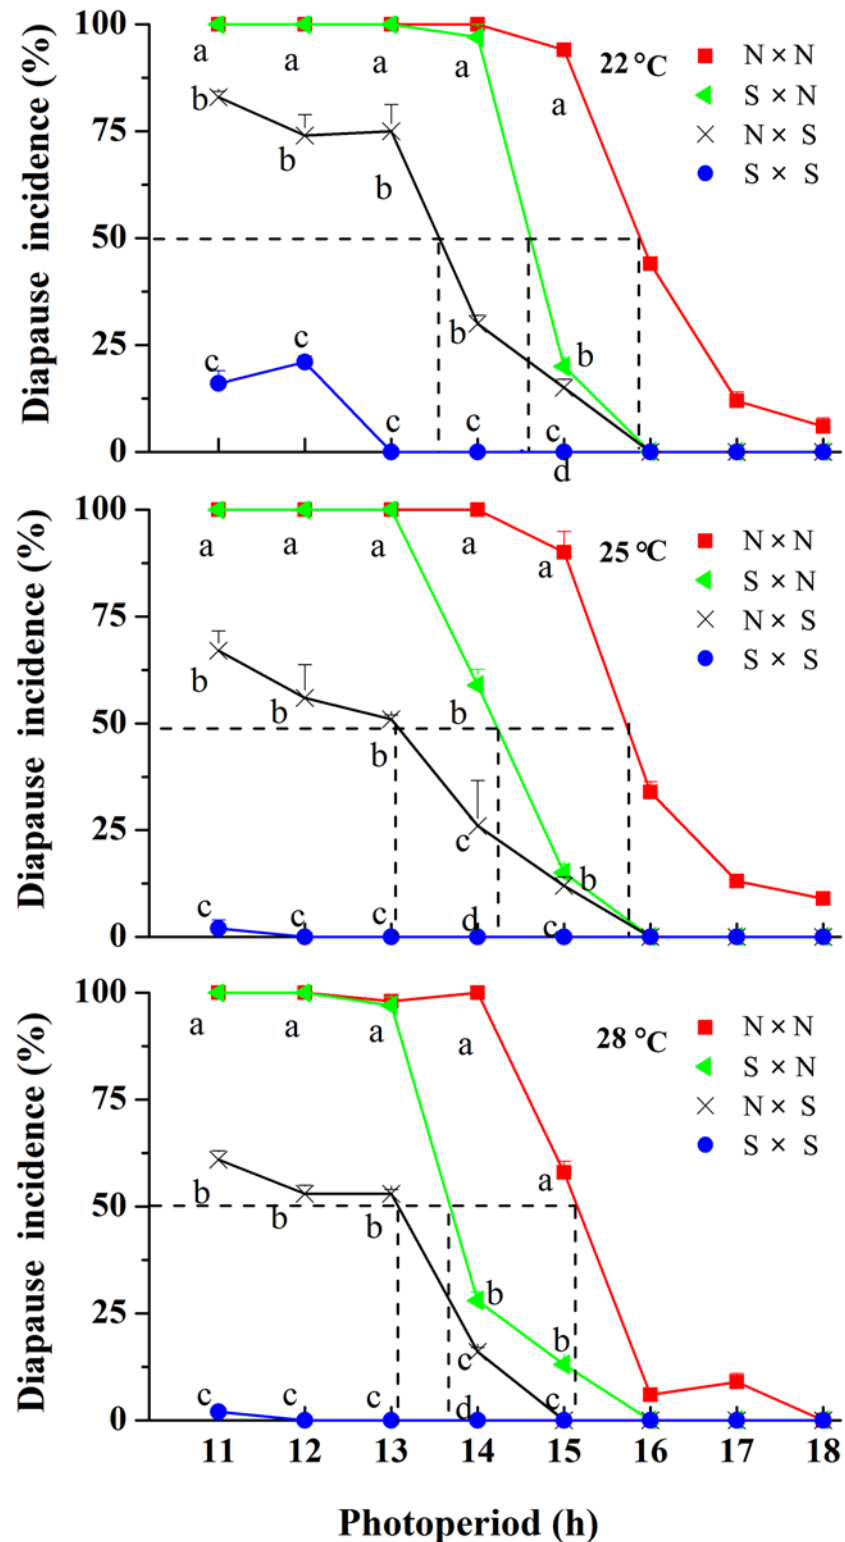 100
75
50
25
0
Diapause incidence (%)
22 °C
N × N
S × N
N × S
S × S
a
a
a
a
a
b
b
b
b
b
c
c
c
c
c
d
100
75
50
25
0
Diapause incidence (%)
25 °C
N × N
S × N
N × S
S × S
a
a
a
a
a
b
b
b
b
c
b
c
c
c
d
c
100
75
50
25
0
Diapause incidence (%)
28 °C
N × N
S × N
N × S
S × S
a
a
a
a
a
b
b
b
b
c
b
c
c
c
d
c
11 12 13 14 15 16 17 18
Photoperiod (h)